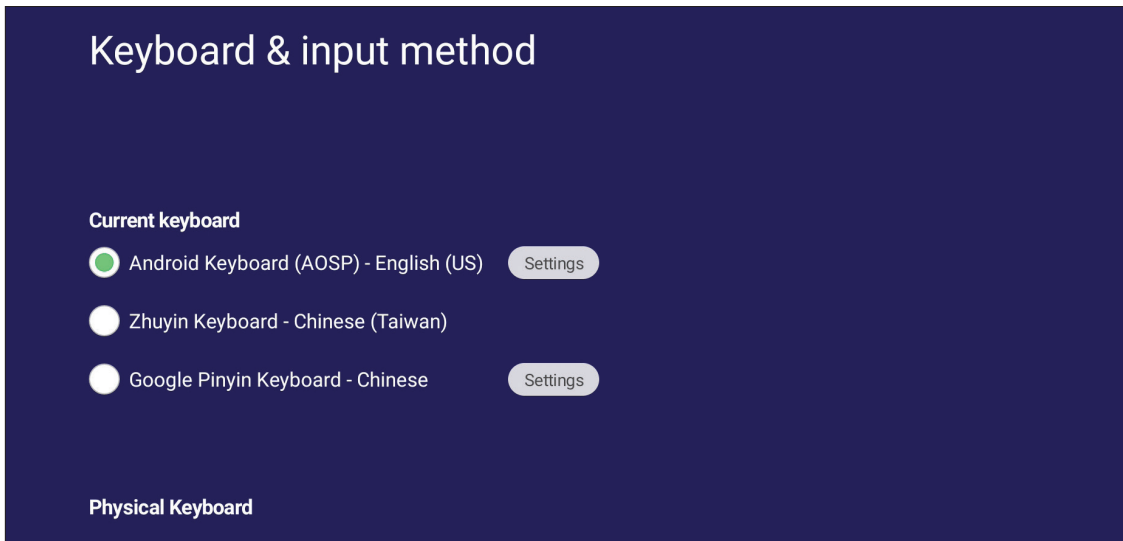 Keyboard & input method
Current keyboard
Android Keyboard (AOSP) - English (US) Settings
Zhuyin Keyboard - Chinese (Taiwan)
Google Pinyin Keyboard - Chinese Settings
Physical Keyboard